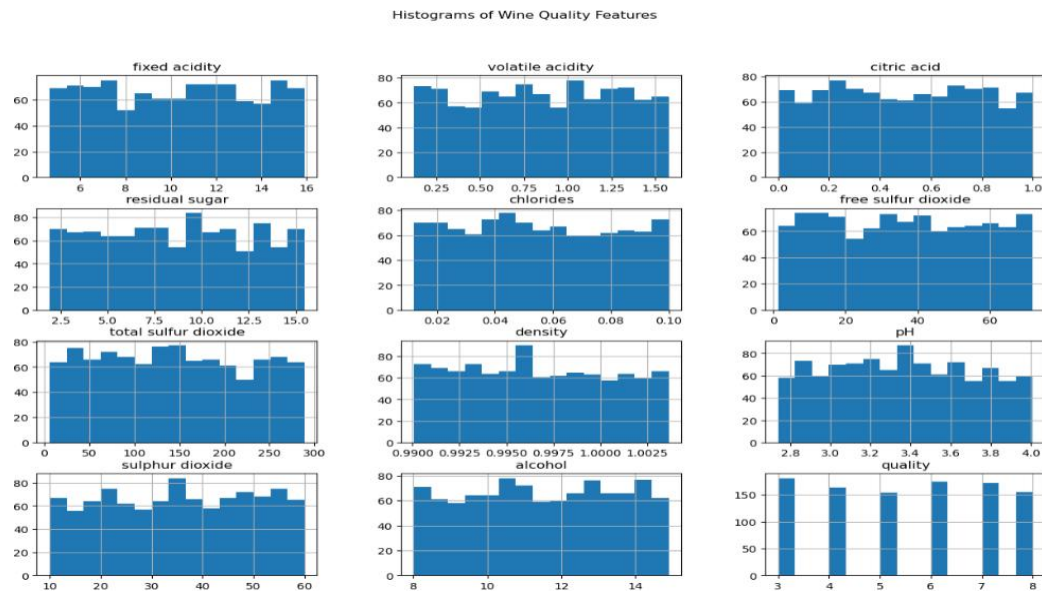 Histograms of Wine Quality Features
fixed acidity
volatile acidity
citric acid
60
40
20
0
6 8 10 12 14 16
80
60
40
20
0
0.25 0.50 0.75 1.00 1.25 1.50
80
60
40
20
0
0.0 0.2 0.4 0.6 0.8 1.0
residual sugar
chlorides
free sulfur dioxide
80
60
40
20
0
2.5 5.0 7.5 10.0 12.5 15.0
80
60
40
20
0
0.02 0.04 0.06 0.08 0.10
60
40
20
0
0 20 40 60
total sulfur dioxide
density
pH
80
60
40
20
0
0 50 100 150 200 250 300
80
60
40
20
0
0.9900 0.9925 0.9950 0.9975 1.0000 1.0025
80
60
40
20
0
2.8 3.0 3.2 3.4 3.6 3.8 4.0
sulphur dioxide
alcohol
quality
80
60
40
20
0
10 20 30 40 50 60
80
60
40
20
0
8 10 12 14
150
100
50
0
3 4 5 6 7 8